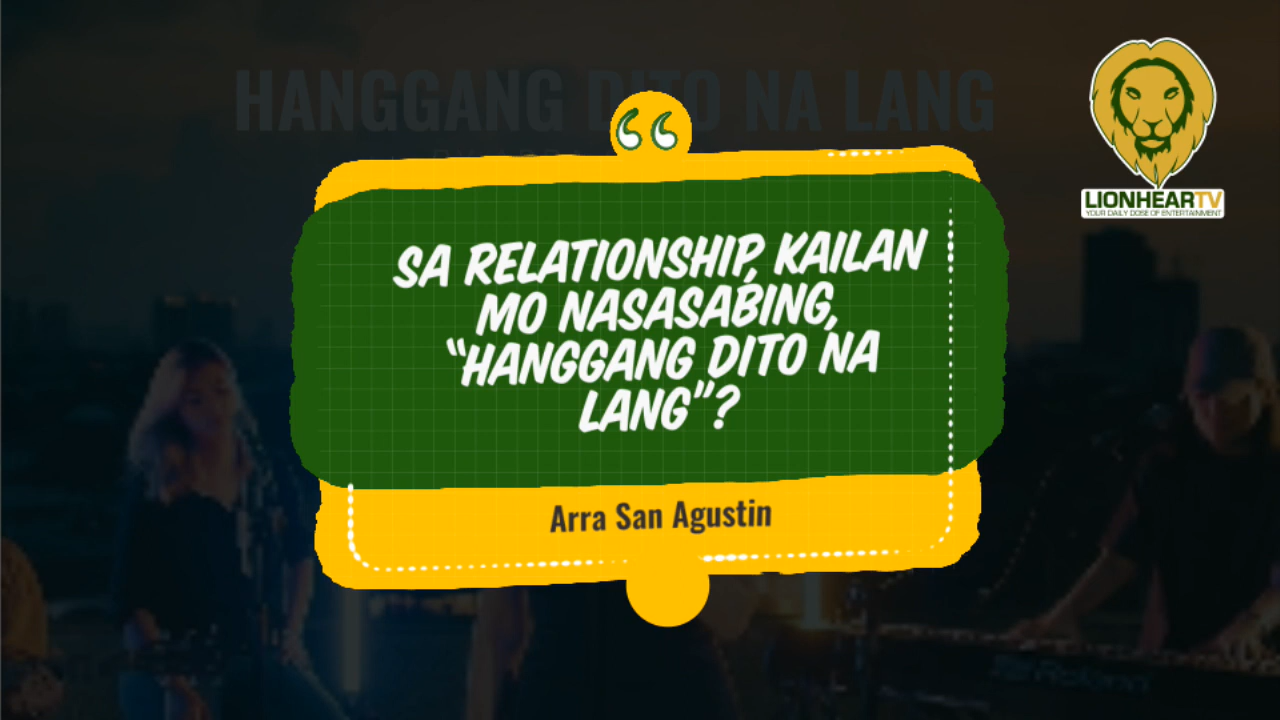 HANGGANG DITO NA LANG
LIONHEARTV
YOUR DAILY DOSE OF ENTERTAINMENT
SA RELATIONSHIP, KAILAN
MO NASASABING,
“HANGGANG DITO NA
LANG”?
Arra San Agustin